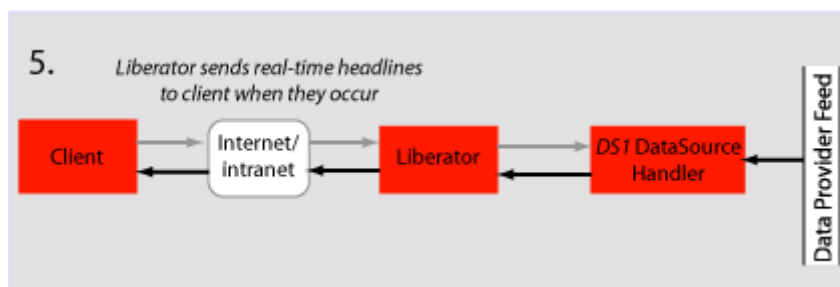 5.
Liberator sends real-time headlines
to client when they occur
Client
Internet/
intranet
Liberator
DS1 DataSource
Handler
Data Provider Feed